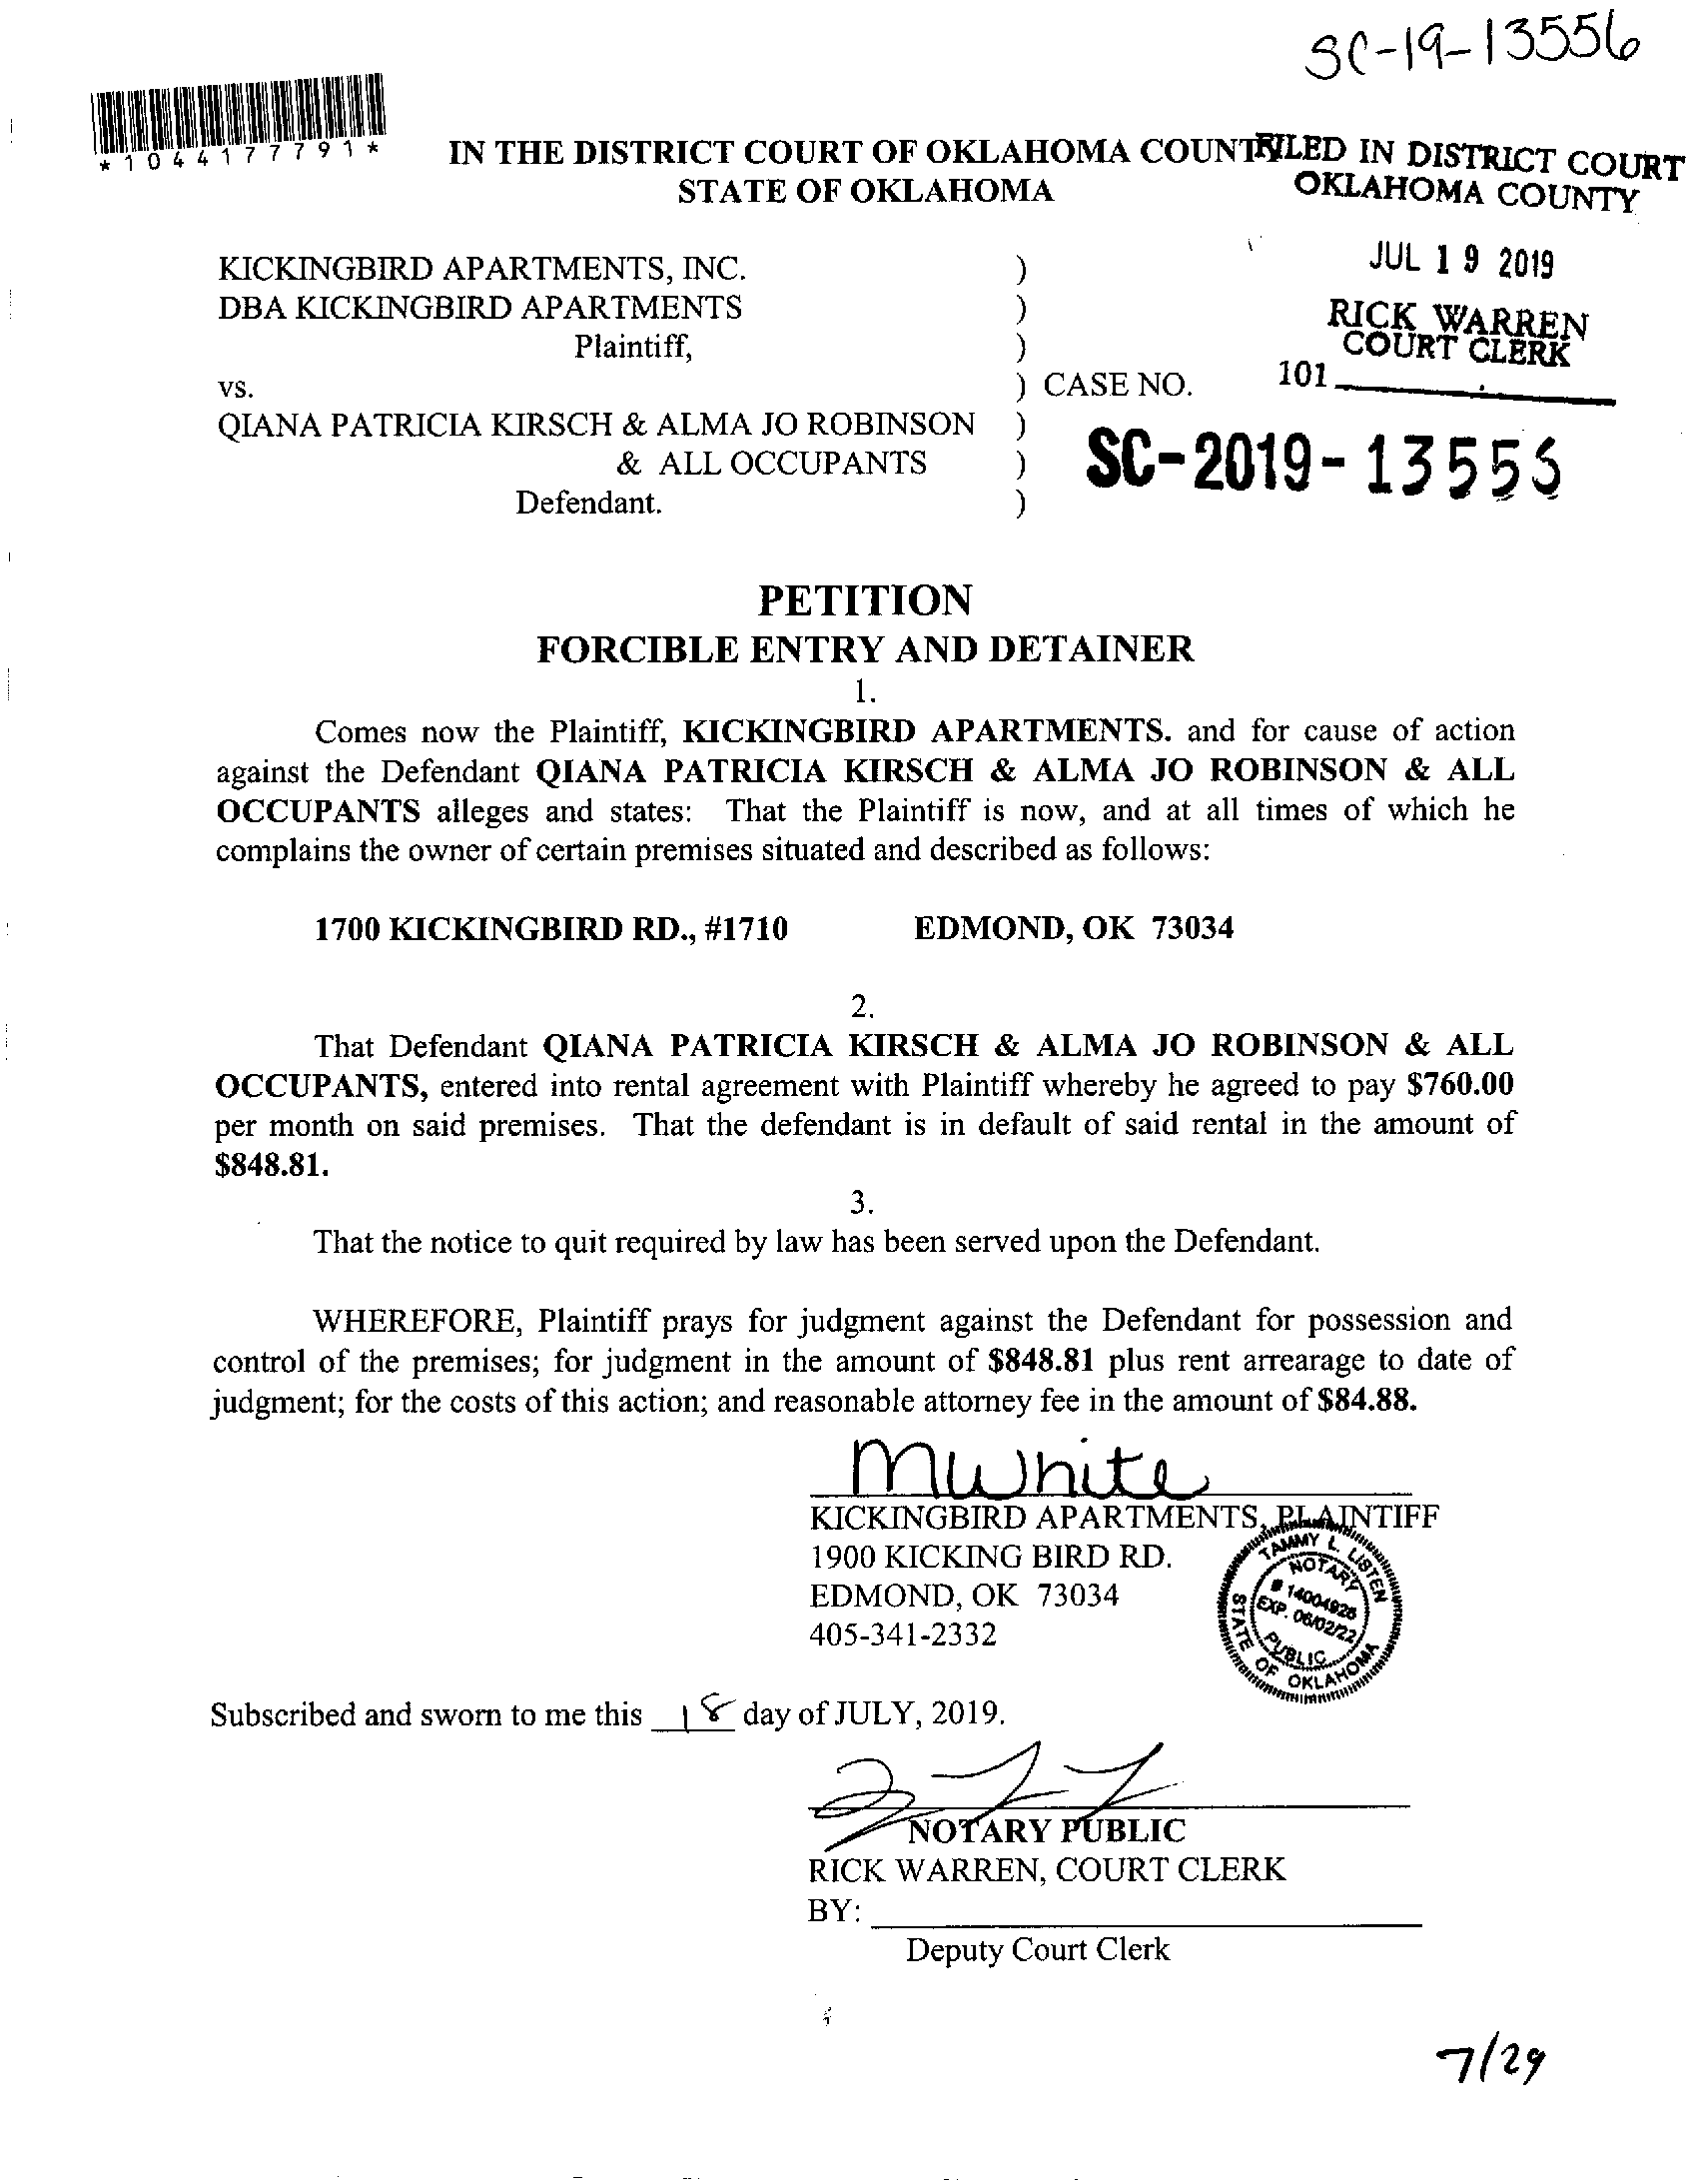 SC-19-13556
*1044177791*
IN THE DISTRICT COURT OF OKLAHOMA COUNTY
STATE OF OKLAHOMA
FILED IN DISTRICT COURT
OKLAHOMA COUNTY
JUL 19 2019
RICK WARREN
COURT CLERK
101
KICKINGBIRD APARTMENTS, INC. )
DBA KICKINGBIRD APARTMENTS )
Plaintiff, )
vs. ) CASE NO.
QIANA PATRICIA KIRSCH & ALMA JO ROBINSON )
& ALL OCCUPANTS )
Defendant. )
SC-2019-13556
PETITION
FORCIBLE ENTRY AND DETAINER
1.
Comes now the Plaintiff, KICKINGBIRD APARTMENTS. and for cause of action
against the Defendant QIANA PATRICIA KIRSCH & ALMA JO ROBINSON & ALL
OCCUPANTS alleges and states: That the Plaintiff is now, and at all times of which he
complains the owner of certain premises situated and described as follows:
1700 KICKINGBIRD RD., #1710 EDMOND, OK 73034
2.
That Defendant QIANA PATRICIA KIRSCH & ALMA JO ROBINSON & ALL
OCCUPANTS, entered into rental agreement with Plaintiff whereby he agreed to pay $760.00
per month on said premises. That the defendant is in default of said rental in the amount of
$848.81.
3.
That the notice to quit required by law has been served upon the Defendant.
WHEREFORE, Plaintiff prays for judgment against the Defendant for possession and
control of the premises; for judgment in the amount of $848.81 plus rent arrearage to date of
judgment; for the costs of this action; and reasonable attorney fee in the amount of $84.88.
MWhite
KICKINGBIRD APARTMENTS, PLAINTIFF
1900 KICKING BIRD RD.
EDMOND, OK 73034
405-341-2332
TAMMY L. LISTEN
NOTARY
# 14004926
EXP. 06/02/22
PUBLIC
STATE OF OKLAHOMA
Subscribed and sworn to me this 18 day of JULY, 2019.
NOTARY PUBLIC
RICK WARREN, COURT CLERK
BY:
Deputy Court Clerk
7/29